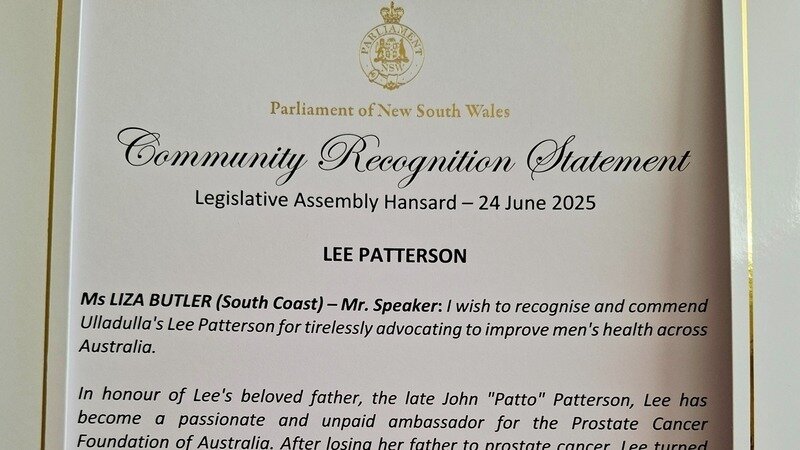 PARLIAMENT
NSW
Parliament of New South Wales
Community Recognition Statement
Legislative Assembly Hansard – 24 June 2025
LEE PATTERSON
Ms LIZA BUTLER (South Coast) – Mr. Speaker: I wish to recognise and commend
Ulladulla's Lee Patterson for tirelessly advocating to improve men's health across
Australia.
In honour of Lee's beloved father, the late John "Patto" Patterson, Lee has
become a passionate and unpaid ambassador for the Prostate Cancer
Foundation of Australia. After losing her father to prostate cancer, Lee turned